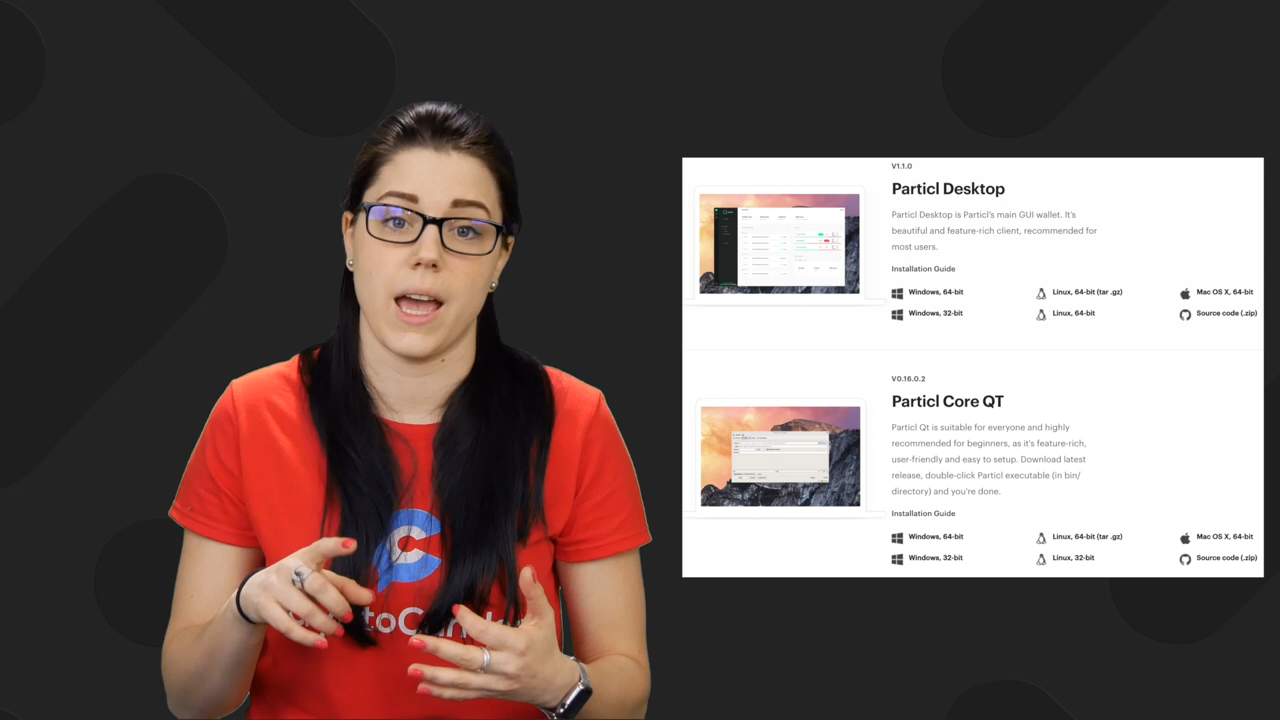 V1.1.0
Particl Desktop
Particl Desktop is Particl's main GUI wallet. It's
beautiful and feature-rich client, recommended for
most users.
Installation Guide
Windows, 64-bit
Linux, 64-bit (tar .gz)
Mac OS X, 64-bit
Windows, 32-bit
Linux, 64-bit
Source code (.zip)
V0.16.0.2
Particl Core QT
Particl Qt is suitable for everyone and highly
recommended for beginners, as it's feature-rich,
user-friendly and easy to setup. Download latest
release, double-click Particl executable (in bin/
directory) and you're done.
Installation Guide
Windows, 64-bit
Linux, 64-bit (tar .gz)
Mac OS X, 64-bit
Windows, 32-bit
Linux, 32-bit
Source code (.zip)